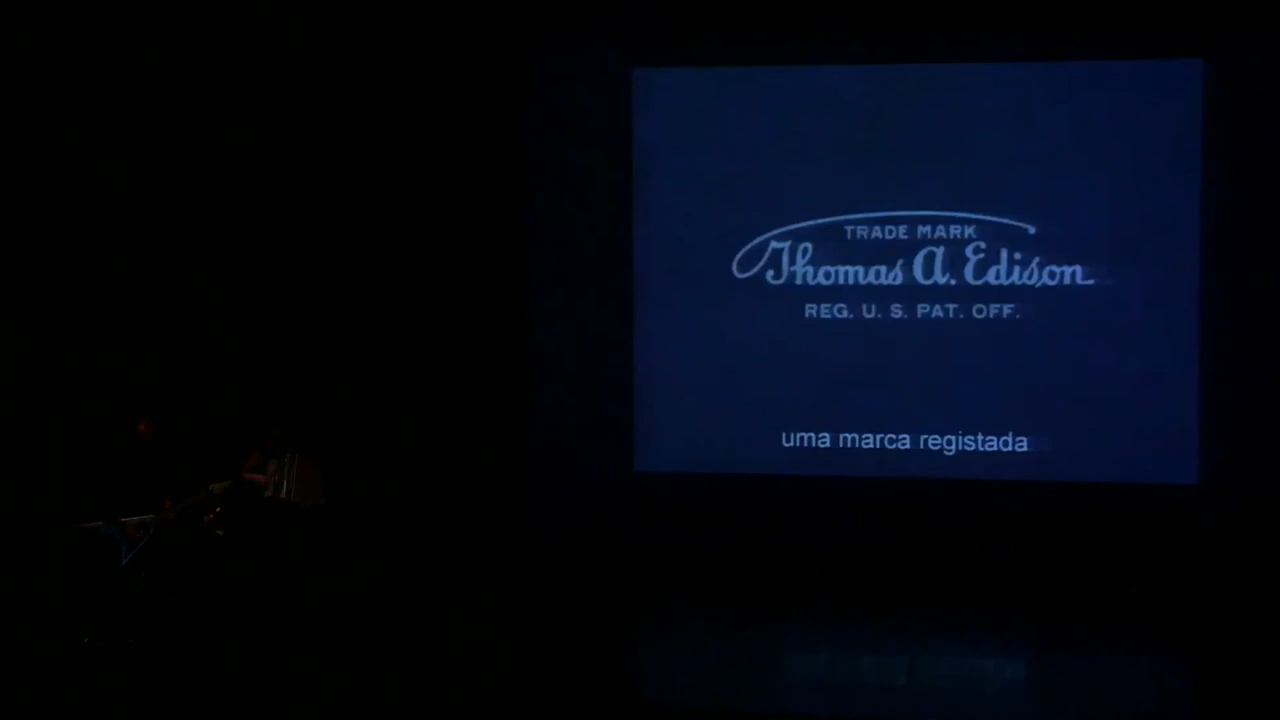 TRADE MARK
Thomas A. Edison
REG. U. S. PAT. OFF.
uma marca registada